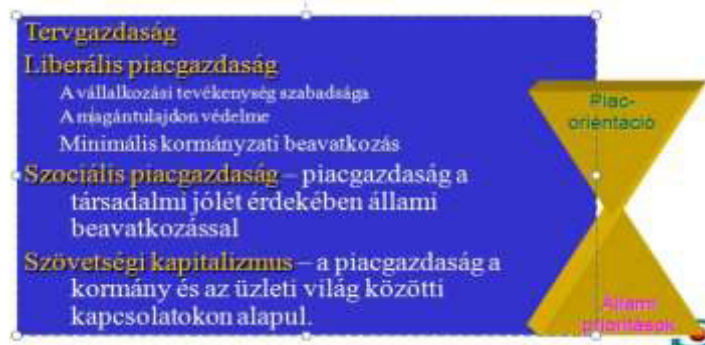 Tervgazdaság
Liberális piacgazdaság
A vállalkozási tevékenység szabadsága
A magántulajdon védelme
Minimális kormányzati beavatkozás
Szociális piacgazdaság – piacgazdaság a
társadalmi jólét érdekében állami
beavatkozással
Szövetségi kapitalizmus – a piacgazdaság a
kormány és az üzleti világ közötti
kapcsolatokon alapul.
Piac-
orientáció
Állami
prioritások